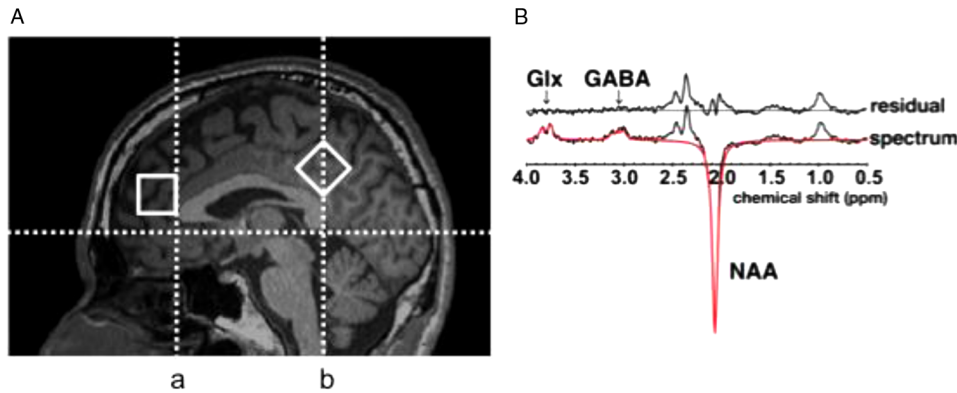 A
B
a
b
Glx
GABA
residual
spectrum
4.0 3.5 3.0 2.5 2.0 1.5 1.0 0.5
chemical shift (ppm)
NAA